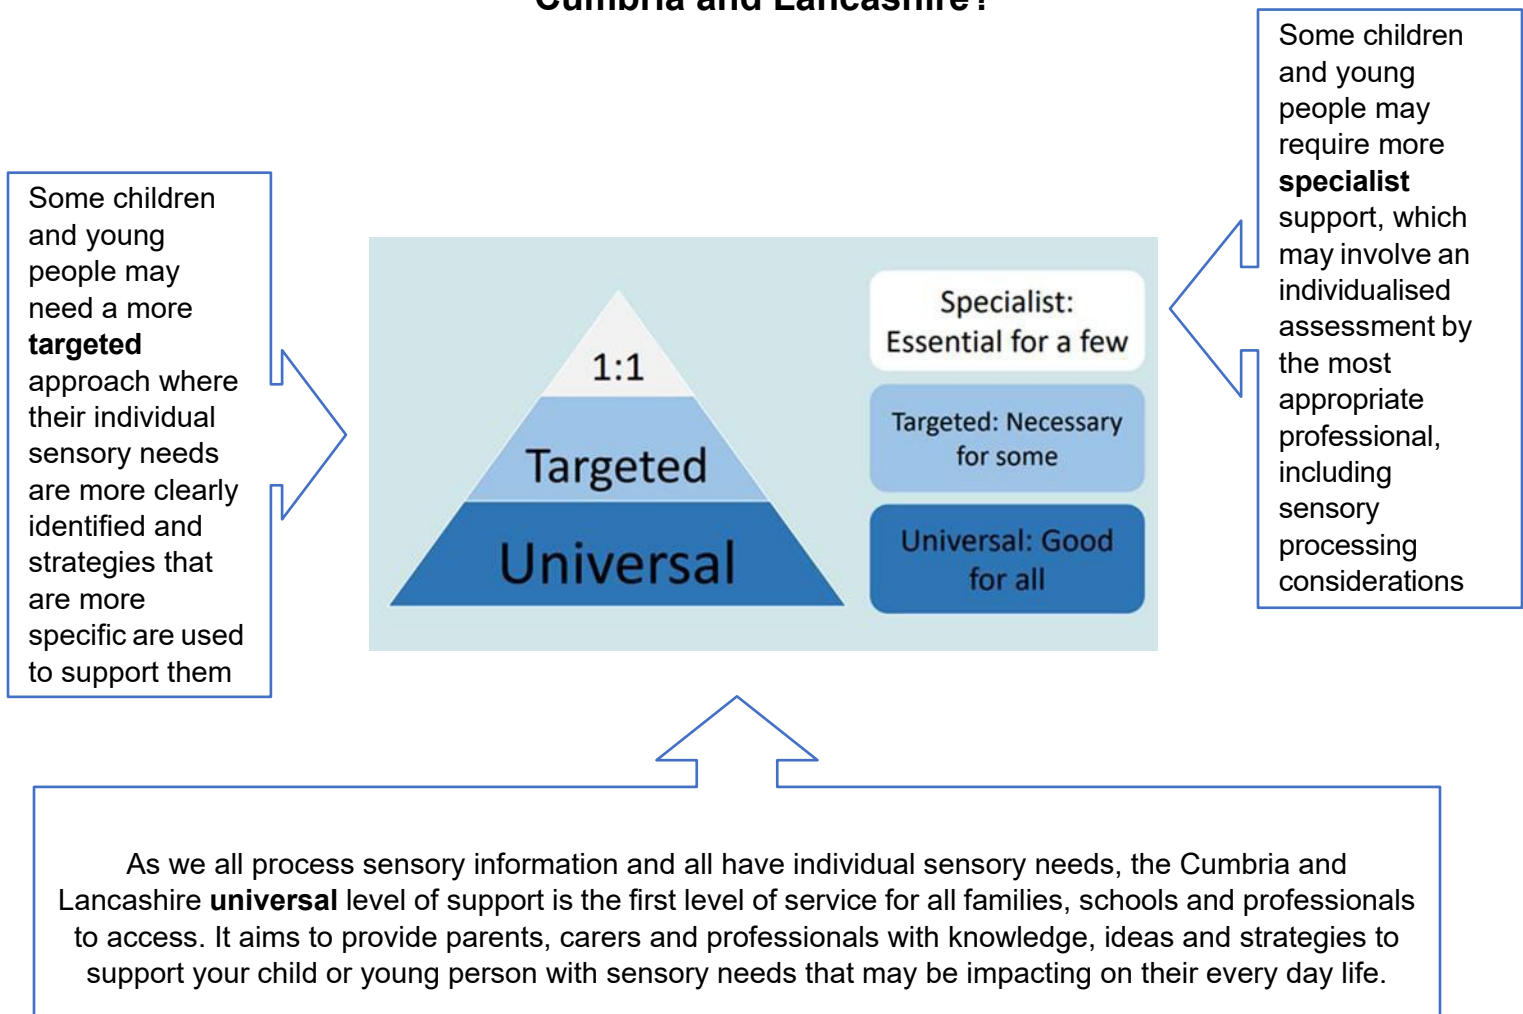 Cumbria and Lancashire?
Some children
and young
people may
need a more
targeted
approach where
their individual
sensory needs
are more clearly
identified and
strategies that
are more
specific are used
to support them
1:1
Targeted
Universal
Specialist:
Essential for a few
Targeted: Necessary
for some
Universal: Good
for all
Some children
and young
people may
require more
specialist
support, which
may involve an
individualised
assessment by
the most
appropriate
professional,
including
sensory
processing
considerations
As we all process sensory information and all have individual sensory needs, the Cumbria and
Lancashire universal level of support is the first level of service for all families, schools and professionals
to access. It aims to provide parents, carers and professionals with knowledge, ideas and strategies to
support your child or young person with sensory needs that may be impacting on their every day life.